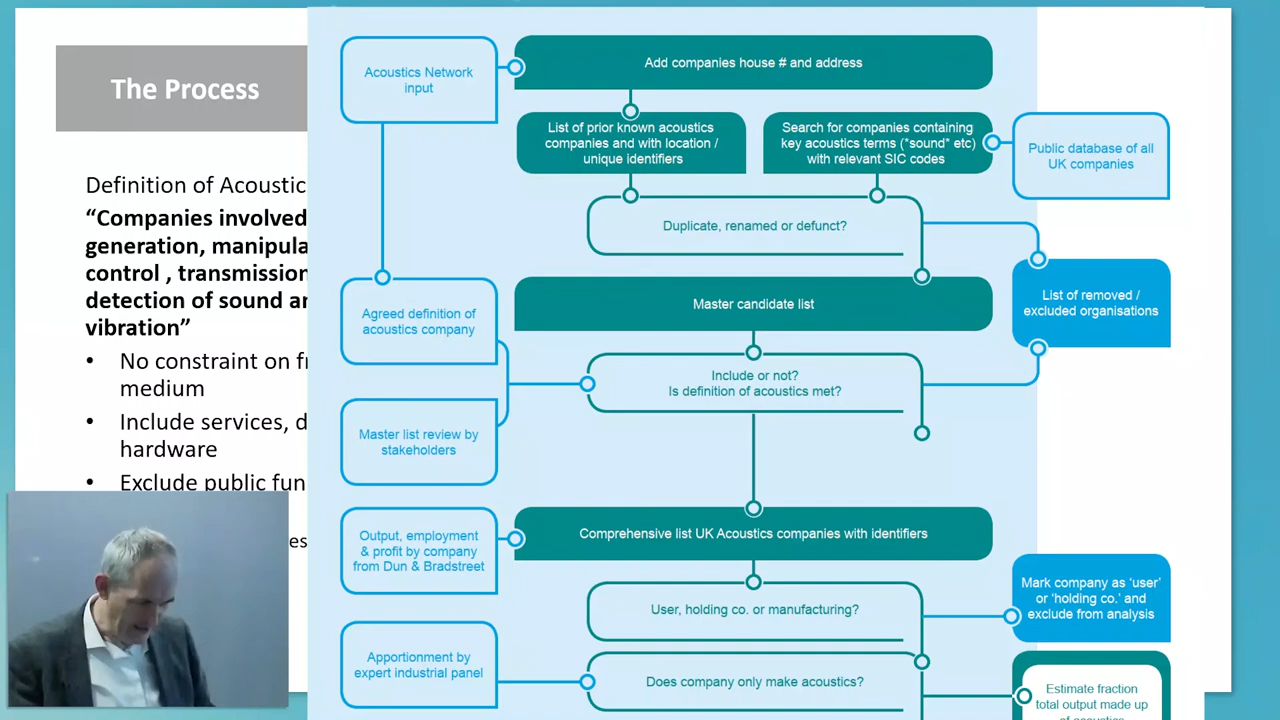 The Process
Definition of Acoustic
“Companies involved
generation, manipula
control , transmission
detection of sound an
vibration”
• No constraint on fr
medium
• Include services, d
hardware
• Exclude public fun
es
Acoustics Network
input
Add companies house # and address
List of prior known acoustics
companies and with location /
unique identifiers
Search for companies containing
key acoustics terms (*sound* etc)
with relevant SIC codes
Public database of all
UK companies
Duplicate, renamed or defunct?
List of removed /
excluded organisations
Agreed definition of
acoustics company
Master candidate list
Include or not?
Is definition of acoustics met?
Master list review by
stakeholders
Output, employment
& profit by company
from Dun & Bradstreet
Comprehensive list UK Acoustics companies with identifiers
User, holding co. or manufacturing?
Mark company as ‘user’
or ‘holding co.’ and
exclude from analysis
Apportionment by
expert industrial panel
Does company only make acoustics?
Estimate fraction
total output made up
of acoustics